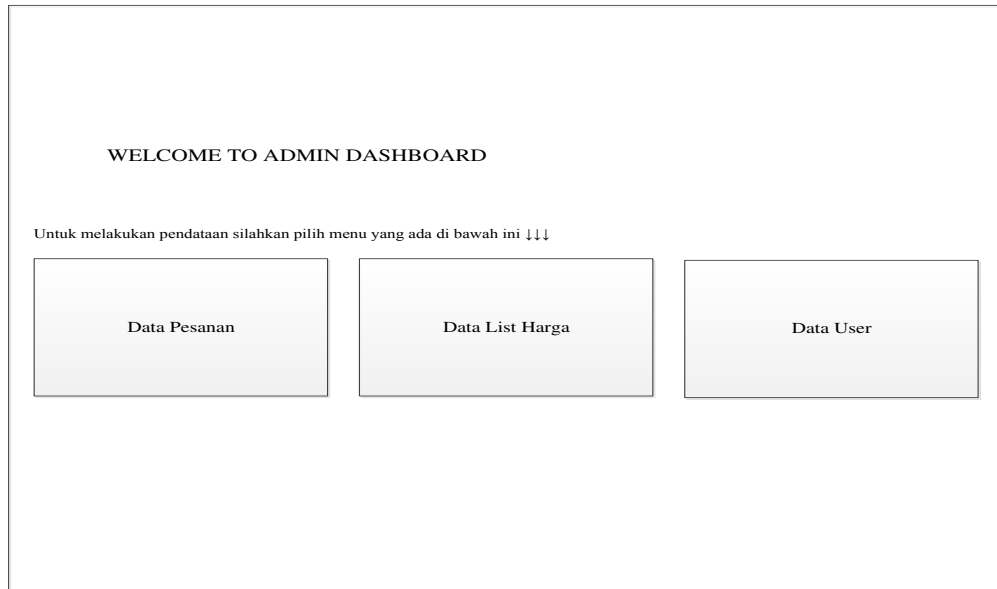 WELCOME TO ADMIN DASHBOARD
Untuk melakukan pendataan silahkan pilih menu yang ada di bawah ini ↓↓↓
Data Pesanan
Data List Harga
Data User